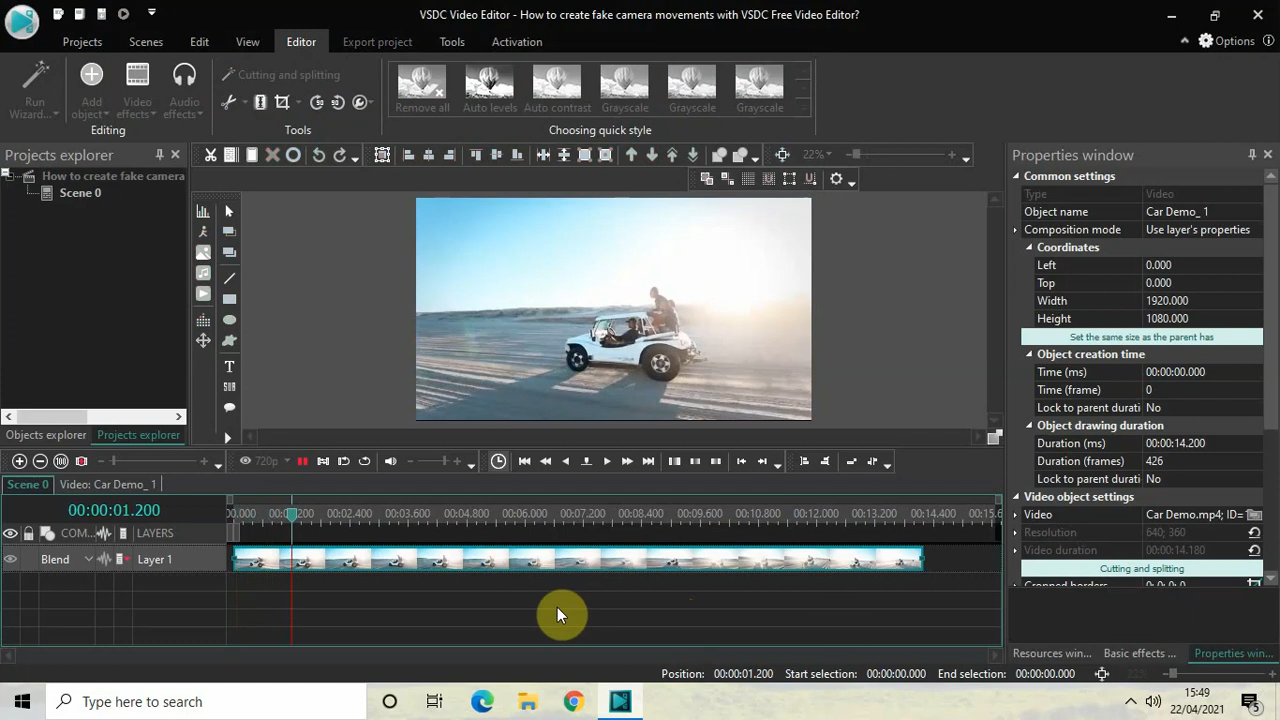 VSDC Video Editor - How to create fake camera movements with VSDC Free Video Editor?
Projects Scenes Edit View Editor Export project Tools Activation
Options
Run Wizard...
Add object
Video effects
Audio effects
Editing
Cutting and splitting
Tools
Remove all Auto levels Auto contrast Grayscale Grayscale Grayscale
Choosing quick style
Projects explorer
How to create fake camera
Scene 0
Objects explorer Projects explorer
22%
Properties window
Common settings
Type Video
Object name Car Demo_ 1
Composition mode Use layer's properties
Coordinates
Left 0.000
Top 0.000
Width 1920.000
Height 1080.000
Set the same size as the parent has
Object creation time
Time (ms) 00:00:00.000
Time (frame) 0
Lock to parent durati No
Object drawing duration
Duration (ms) 00:00:14.200
Duration (frames) 426
Lock to parent durati No
Video object settings
Video Car Demo.mp4; ID=
Resolution 640; 360
Video duration 00:00:14.180
Cutting and splitting
Cropped borders 0; 0; 0; 0
Resources win... Basic effects ... Properties win...
720p
Scene 0 Video: Car Demo_ 1
00:00:01.200
0.000 00:0 :200 00:02.400 00:03.600 00:04.800 00:06.000 00:07.200 00:08.400 00:09.600 00:10.800 00:12.000 00:13.200 00:14.400 00:15.6
COM... LAYERS
Blend Layer 1
Position: 00:00:01.200 Start selection: 00:00:00.000 End selection: 00:00:00.000
Type here to search
15:49
22/04/2021
5